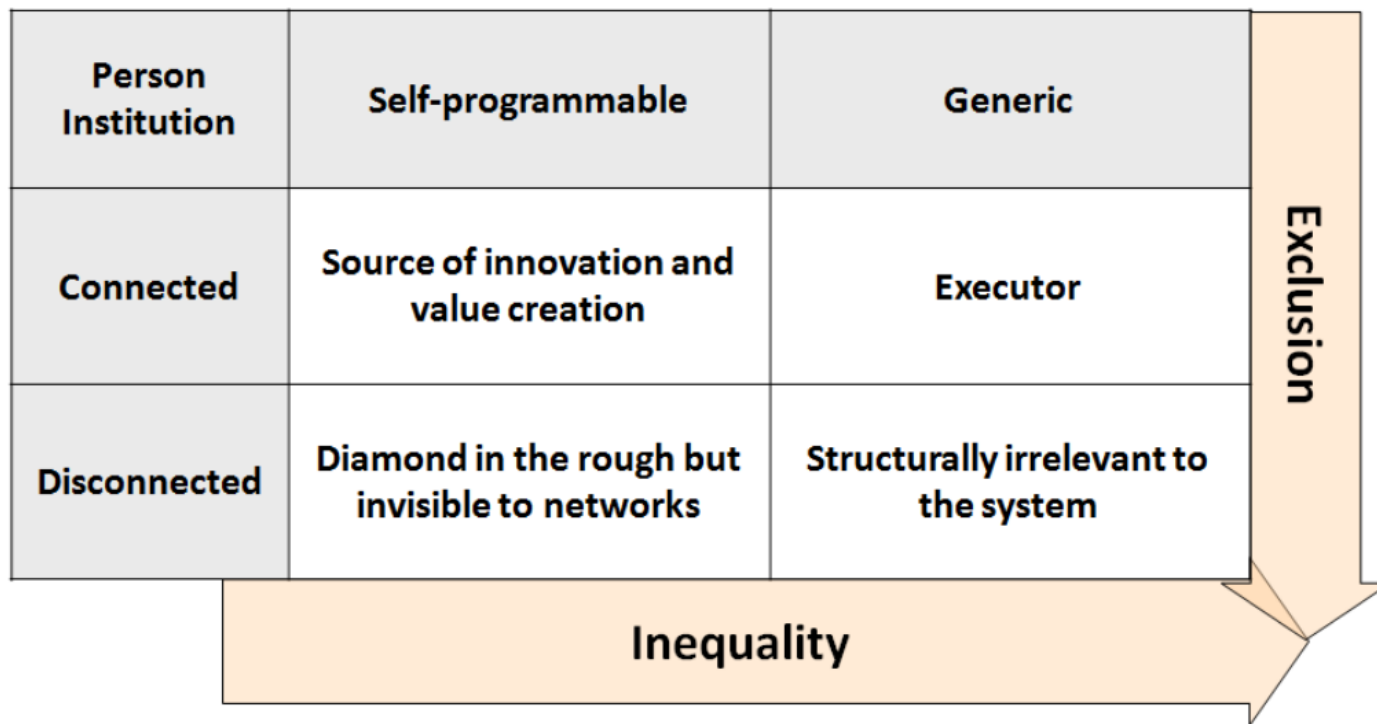 Person
Institution
Self-programmable
Generic
Connected
Source of innovation and
value creation
Executor
Disconnected
Diamond in the rough but
invisible to networks
Structurally irrelevant to
the system
Exclusion
Inequality